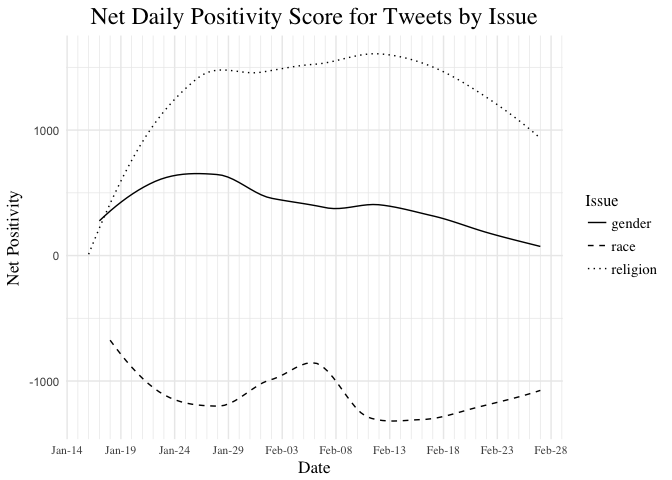 Net Daily Positivity Score for Tweets by Issue
Net Positivity
1000
0
-1000
Jan-14 Jan-19 Jan-24 Jan-29 Feb-03 Feb-08 Feb-13 Feb-18 Feb-23 Feb-28
Date
Issue
gender
race
religion